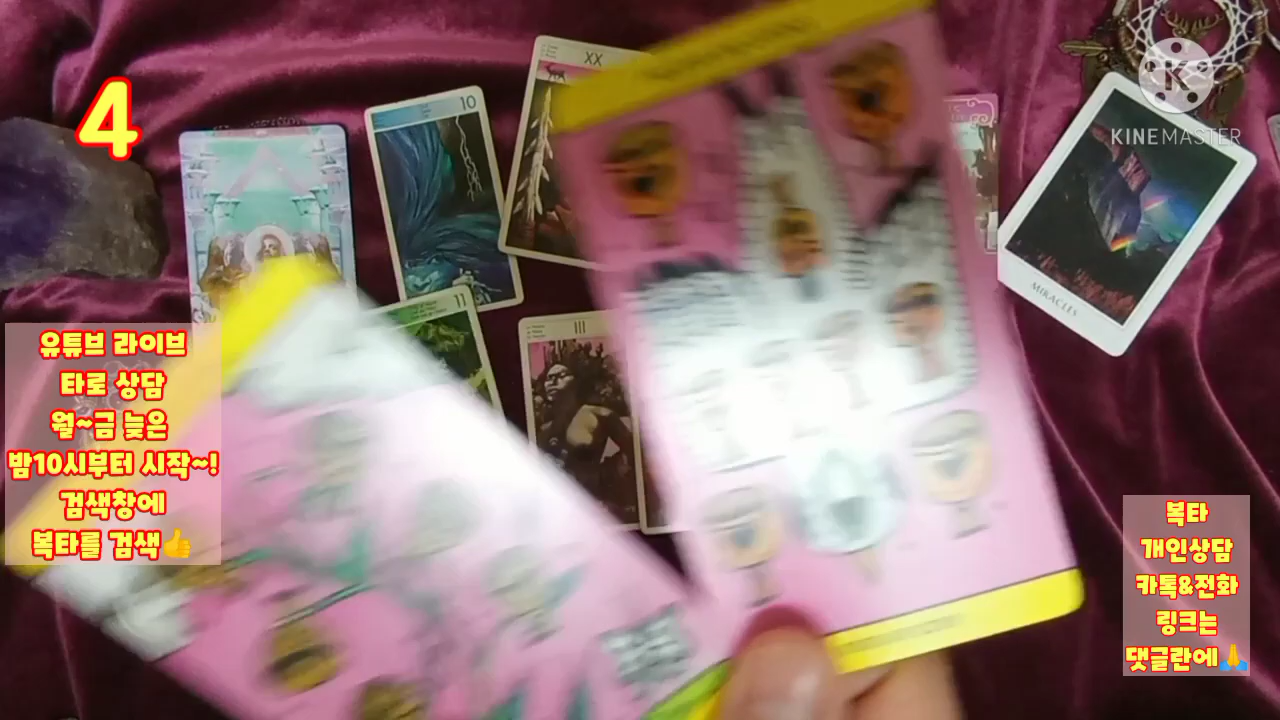 4
유튜브 라이브
타로 상담
월~금 늦은
밤10시부터 시작~!
검색창에
복타를 검색👍
10
XX
11
III
MIRACLES
KINEMASTER
복타
개인상담
카톡&전화
링크는
댓글란에🙏